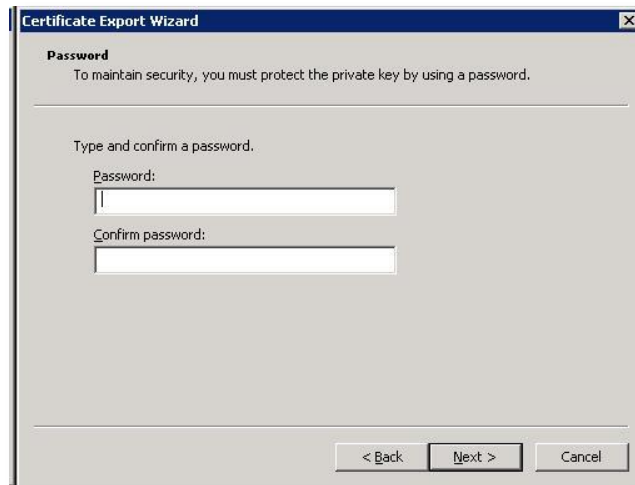 Certificate Export Wizard
Password
To maintain security, you must protect the private key by using a password.
Type and confirm a password.
Password:
Confirm password:
< Back
Next >
Cancel